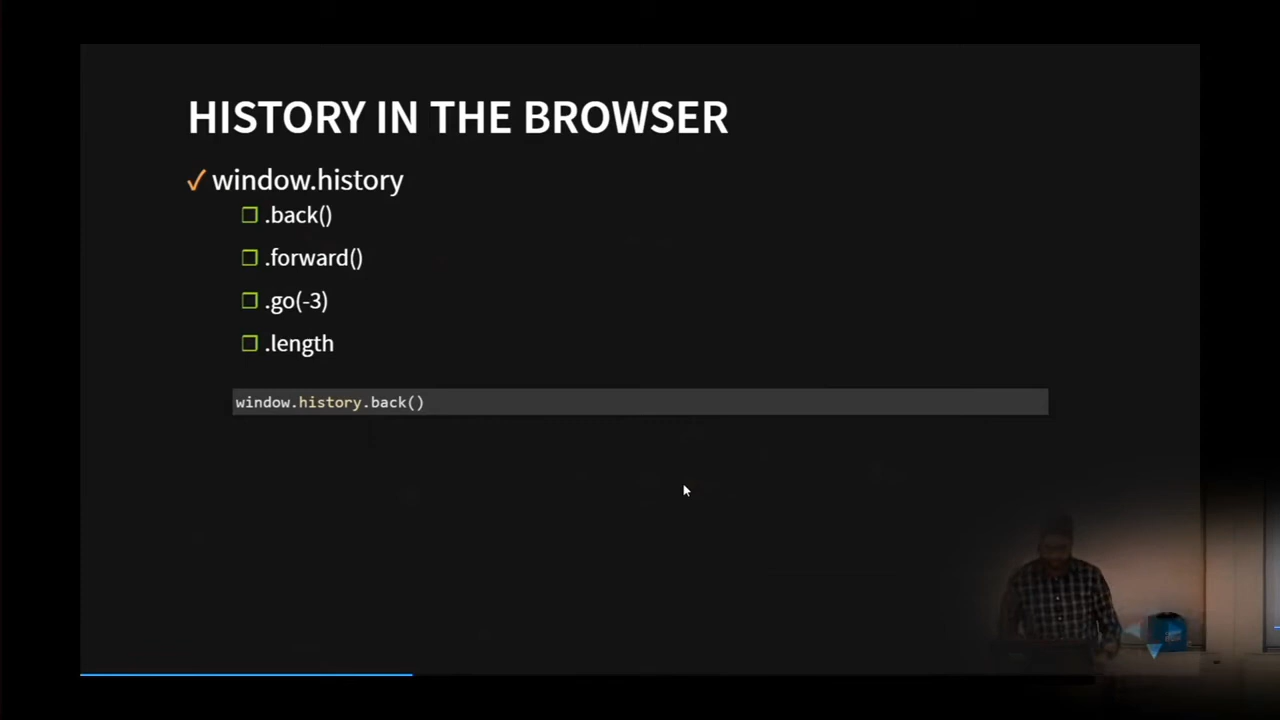 HISTORY IN THE BROWSER
✓ window.history
❒ .back()
❒ .forward()
❒ .go(-3)
❒ .length
window.history.back()